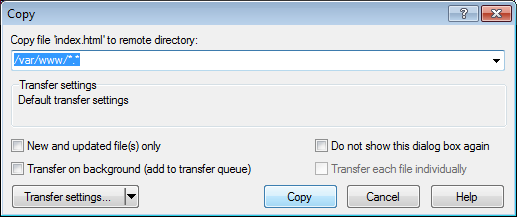 Copy
Copy file 'index.html' to remote directory:
/var/www/*.*
Transfer settings
Default transfer settings
New and updated file(s) only
Do not show this dialog box again
Transfer on background (add to transfer queue)
Transfer each file individually
Transfer settings...
Copy
Cancel
Help